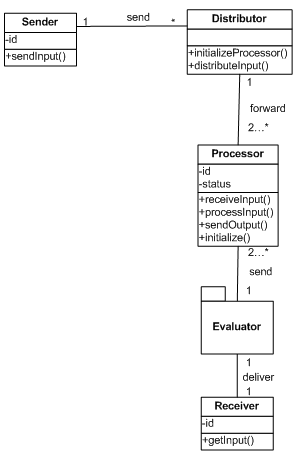 Sender
-id
+sendInput()
1
send
*
Distributor
+initializeProcessor()
+distributeInput()
1
forward
2...*
Processor
-id
-status
+receiveInput()
+processInput()
+sendOutput()
+initialize()
2...*
send
1
Evaluator
1
deliver
1
Receiver
-id
+getInput()